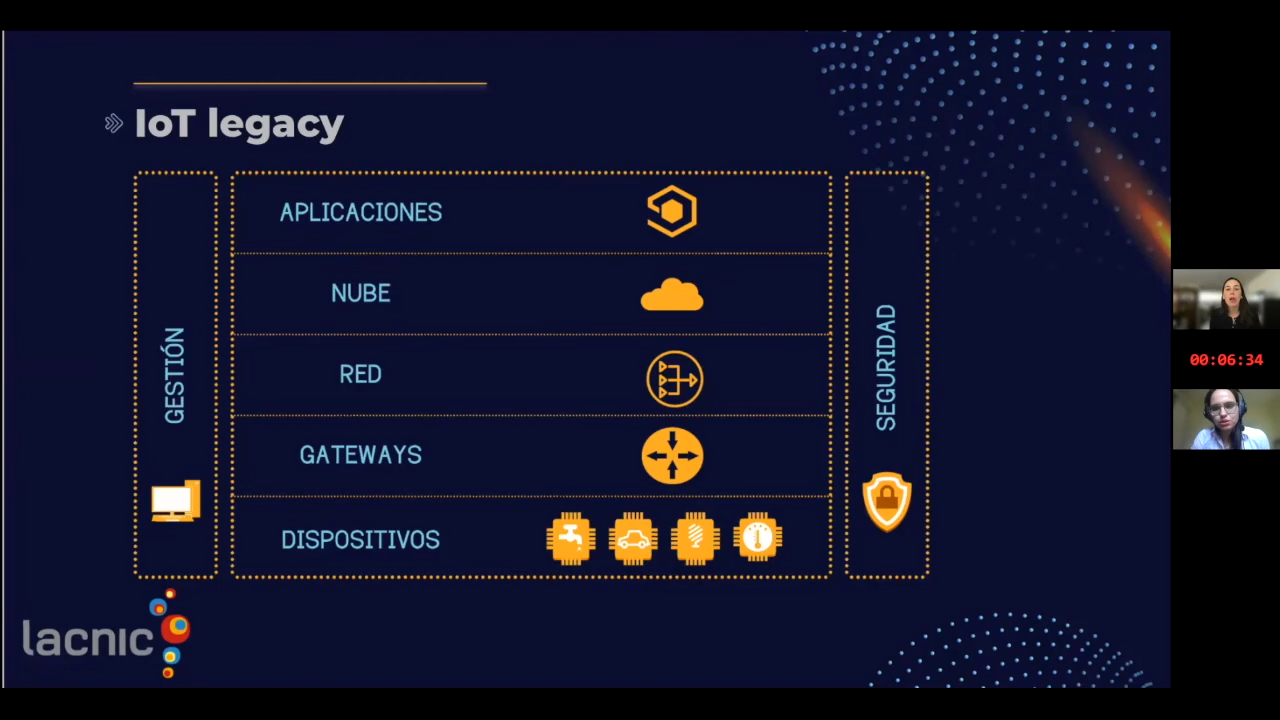 IoT legacy
GESTIÓN
APLICACIONES
NUBE
RED
GATEWAYS
DISPOSITIVOS
SEGURIDAD
00:06:34
lacnic